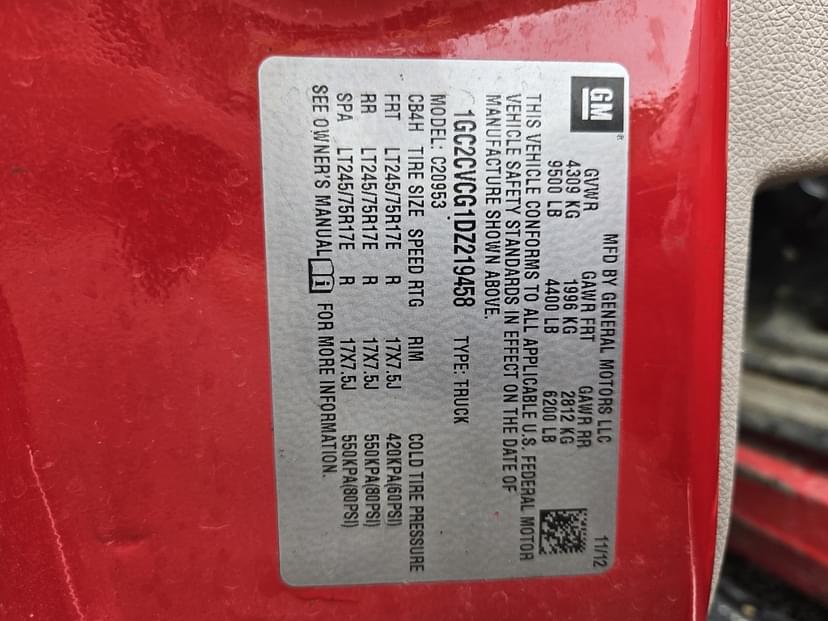 GM ®
MFD BY GENERAL MOTORS LLC 11/12
GVWR GAWR FRT GAWR RR
4309 KG 1996 KG 2812 KG
9500 LB 4400 LB 6200 LB
THIS VEHICLE CONFORMS TO ALL APPLICABLE U.S. FEDERAL MOTOR
VEHICLE SAFETY STANDARDS IN EFFECT ON THE DATE OF
MANUFACTURE SHOWN ABOVE.
1GC2CVCG1DZ219458 TYPE: TRUCK
MODEL: C20953
CB4H TIRE SIZE SPEED RTG RIM COLD TIRE PRESSURE
FRT LT245/75R17E R 17X7.5J 420KPA(60PSI)
RR LT245/75R17E R 17X7.5J 550KPA(80PSI)
SPA LT245/75R17E R 17X7.5J 550KPA(80PSI)
SEE OWNER'S MANUAL FOR MORE INFORMATION.